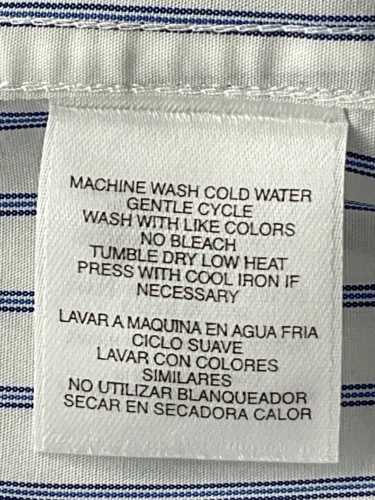 MACHINE WASH COLD WATER
GENTLE CYCLE
WASH WITH LIKE COLORS
NO BLEACH
TUMBLE DRY LOW HEAT
PRESS WITH COOL IRON IF
NECESSARY
LAVAR A MAQUINA EN AGUA FRIA
CICLO SUAVE
LAVAR CON COLORES
SIMILARES
NO UTILIZAR BLANQUEADOR
SECAR EN SECADORA CALOR